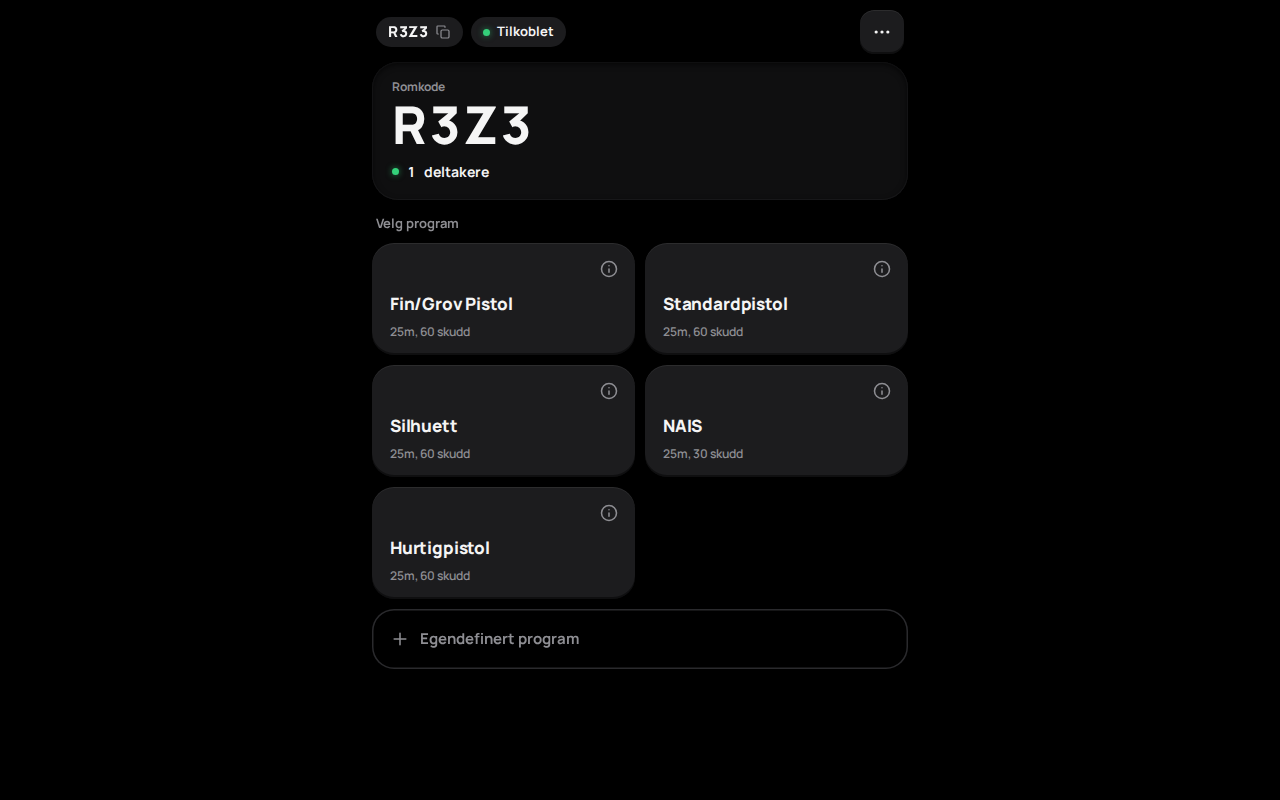 R3Z3
Tilkoblet
Romkode
R3Z3
1 deltakere
Velg program
Fin/Grov Pistol
25m, 60 skudd
Standardpistol
25m, 60 skudd
Silhuett
25m, 60 skudd
NAIS
25m, 30 skudd
Hurtigpistol
25m, 60 skudd
Egendefinert program